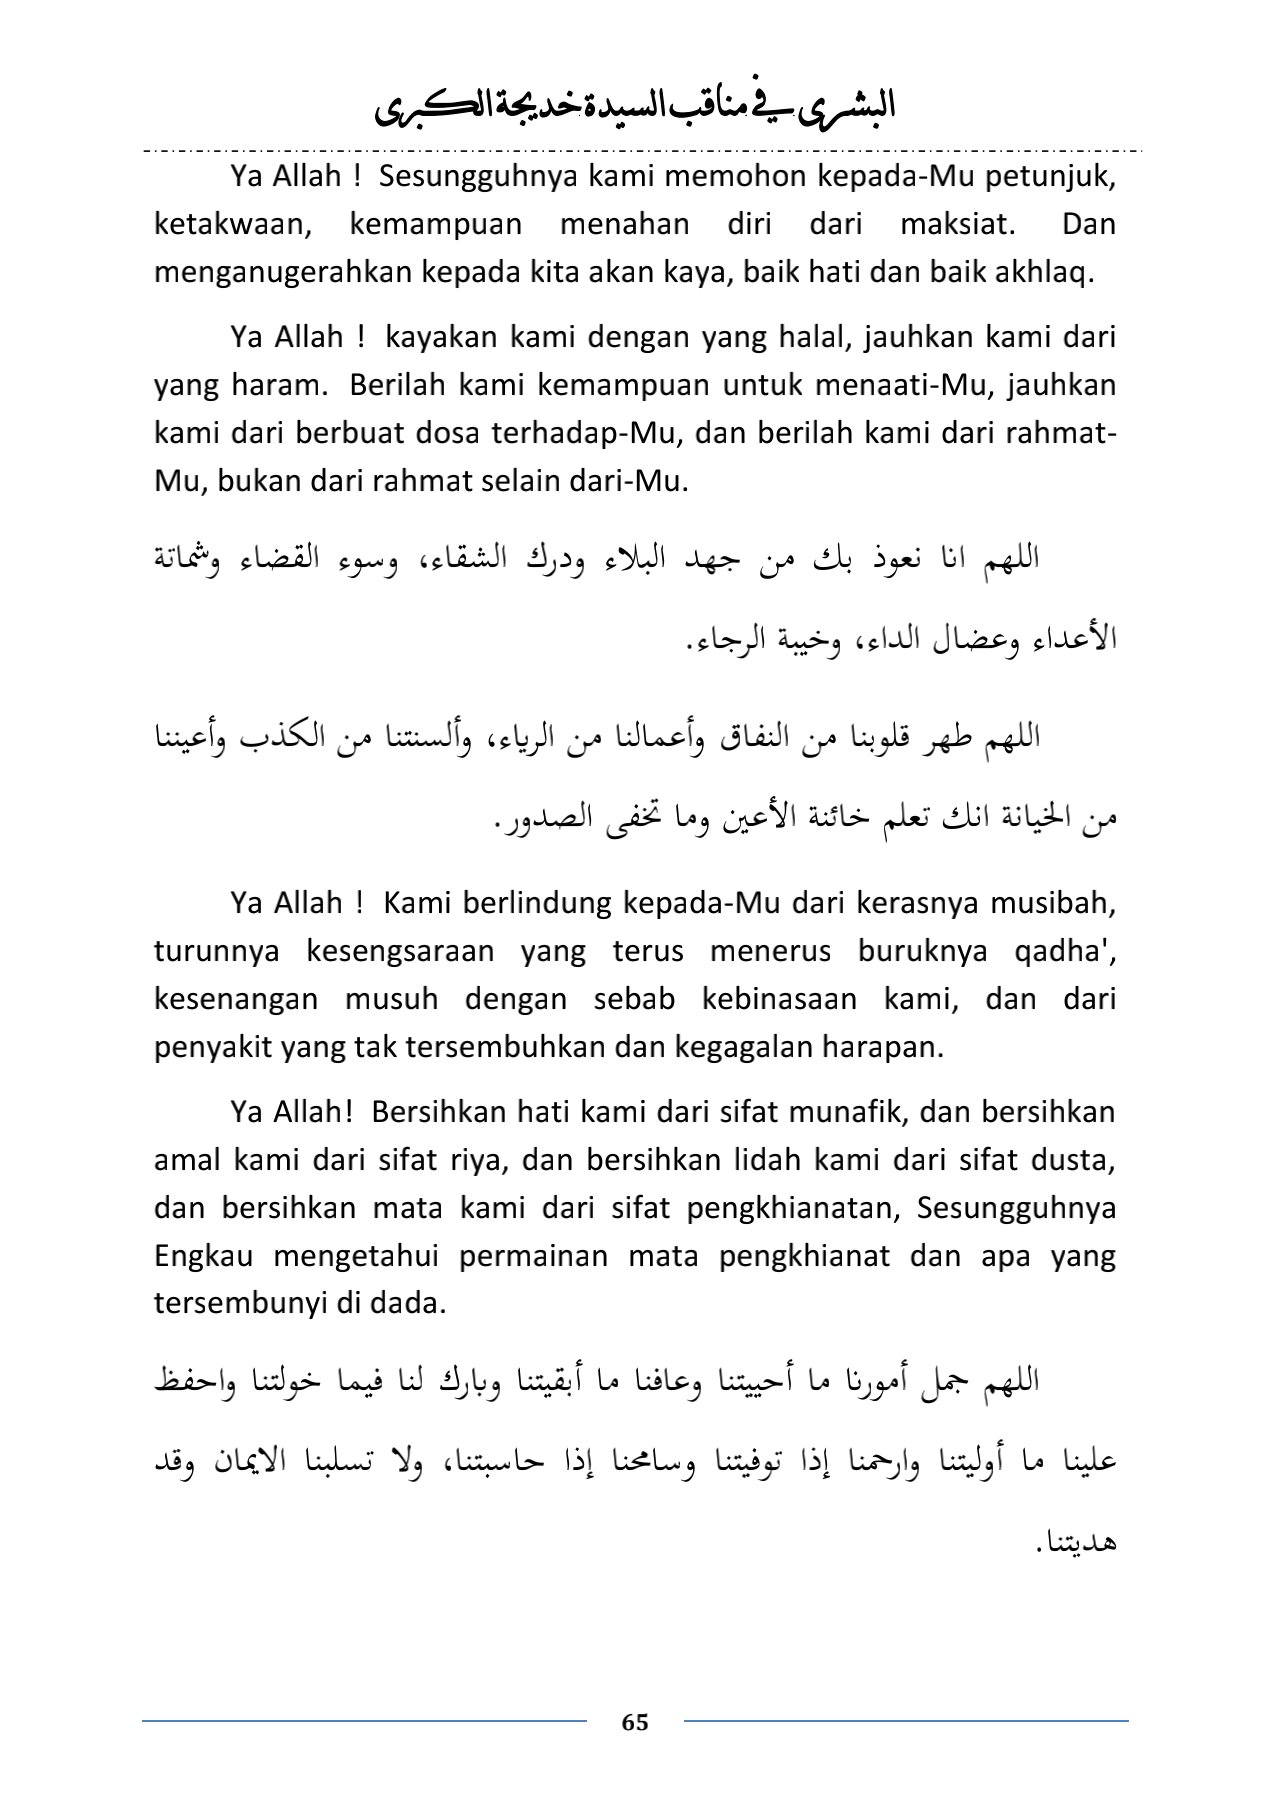 البشرى في مناقب السيدة خديجة الكبرى
Ya Allah ! Sesungguhnya kami memohon kepada-Mu petunjuk,
ketakwaan, kemampuan menahan diri dari maksiat. Dan
menganugerahkan kepada kita akan kaya, baik hati dan baik akhlaq.
Ya Allah ! kayakan kami dengan yang halal, jauhkan kami dari
yang haram. Berilah kami kemampuan untuk menaati-Mu, jauhkan
kami dari berbuat dosa terhadap-Mu, dan berilah kami dari rahmat-
Mu, bukan dari rahmat selain dari-Mu.
اللهم انا نعوذ بك من جهد البلاء ودرك الشقاء، وسوء القضاء وشماتة
الأعداء وعضال الداء، وخيبة الرجاء.
اللهم طهر قلوبنا من النفاق وأعمالنا من الرياء، وألسنتنا من الكذب وأعيننا
من الخيانة انك تعلم خائنة الأعين وما تخفى الصدور.
Ya Allah ! Kami berlindung kepada-Mu dari kerasnya musibah,
turunnya kesengsaraan yang terus menerus buruknya qadha',
kesenangan musuh dengan sebab kebinasaan kami, dan dari
penyakit yang tak tersembuhkan dan kegagalan harapan.
Ya Allah! Bersihkan hati kami dari sifat munafik, dan bersihkan
amal kami dari sifat riya, dan bersihkan lidah kami dari sifat dusta,
dan bersihkan mata kami dari sifat pengkhianatan, Sesungguhnya
Engkau mengetahui permainan mata pengkhianat dan apa yang
tersembunyi di dada.
اللهم جمل أمورنا ما أحييتنا وعافنا ما أبقيتنا وبارك لنا فيما خولتنا واحفظ
علينا ما أوليتنا وارحمنا إذا توفيتنا وسامحنا إذا حاسبتنا، ولا تسلبنا الايمان وقد
هديتنا.
65